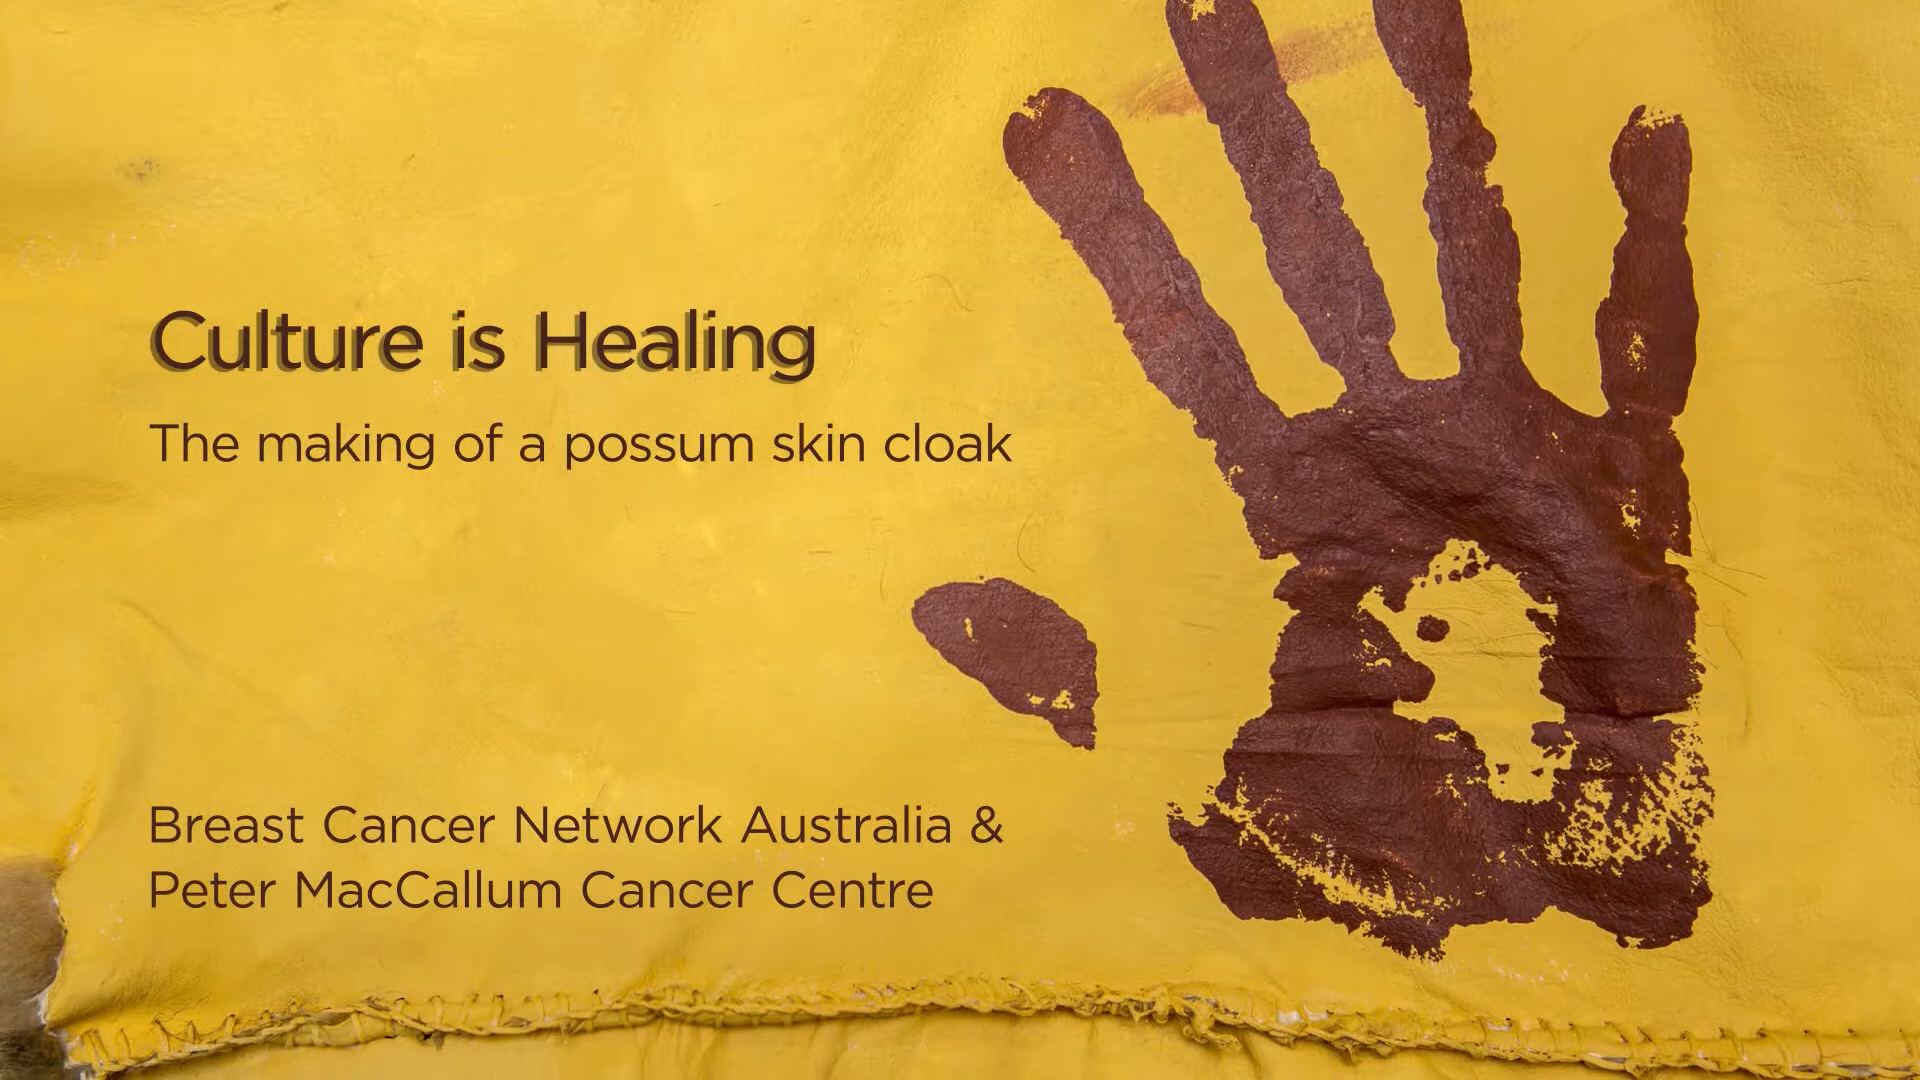 Culture is Healing
The making of a possum skin cloak
Breast Cancer Network Australia &
Peter MacCallum Cancer Centre